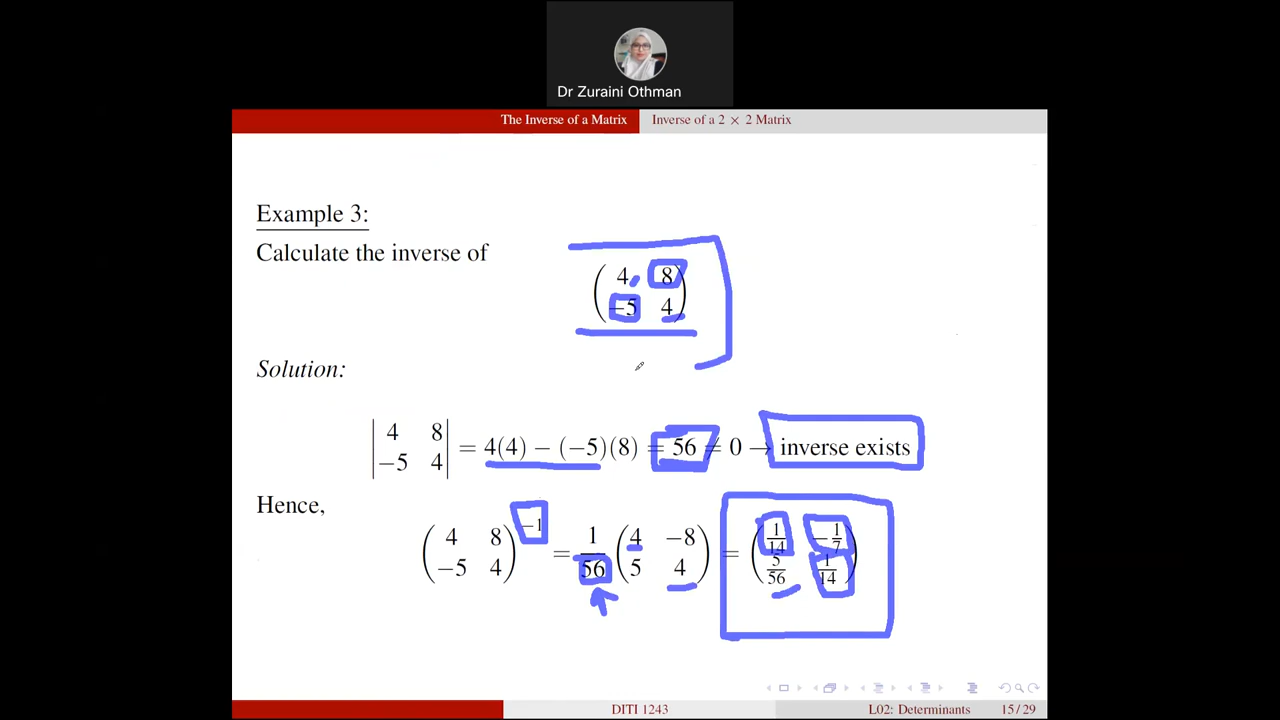 Dr Zuraini Othman
The Inverse of a Matrix Inverse of a 2 × 2 Matrix
Example 3:
Calculate the inverse of
4 8
−5 4
Solution:
|4 8|
|−5 4| = 4(4) − (−5)(8) = 56 ≠ 0 → inverse exists
Hence,
(4 8; −5 4)^−1 = 1/56 (4 −8; 5 4) = (1/14 −1/7; 5/56 1/14)
DITI 1243 L02: Determinants 15 / 29